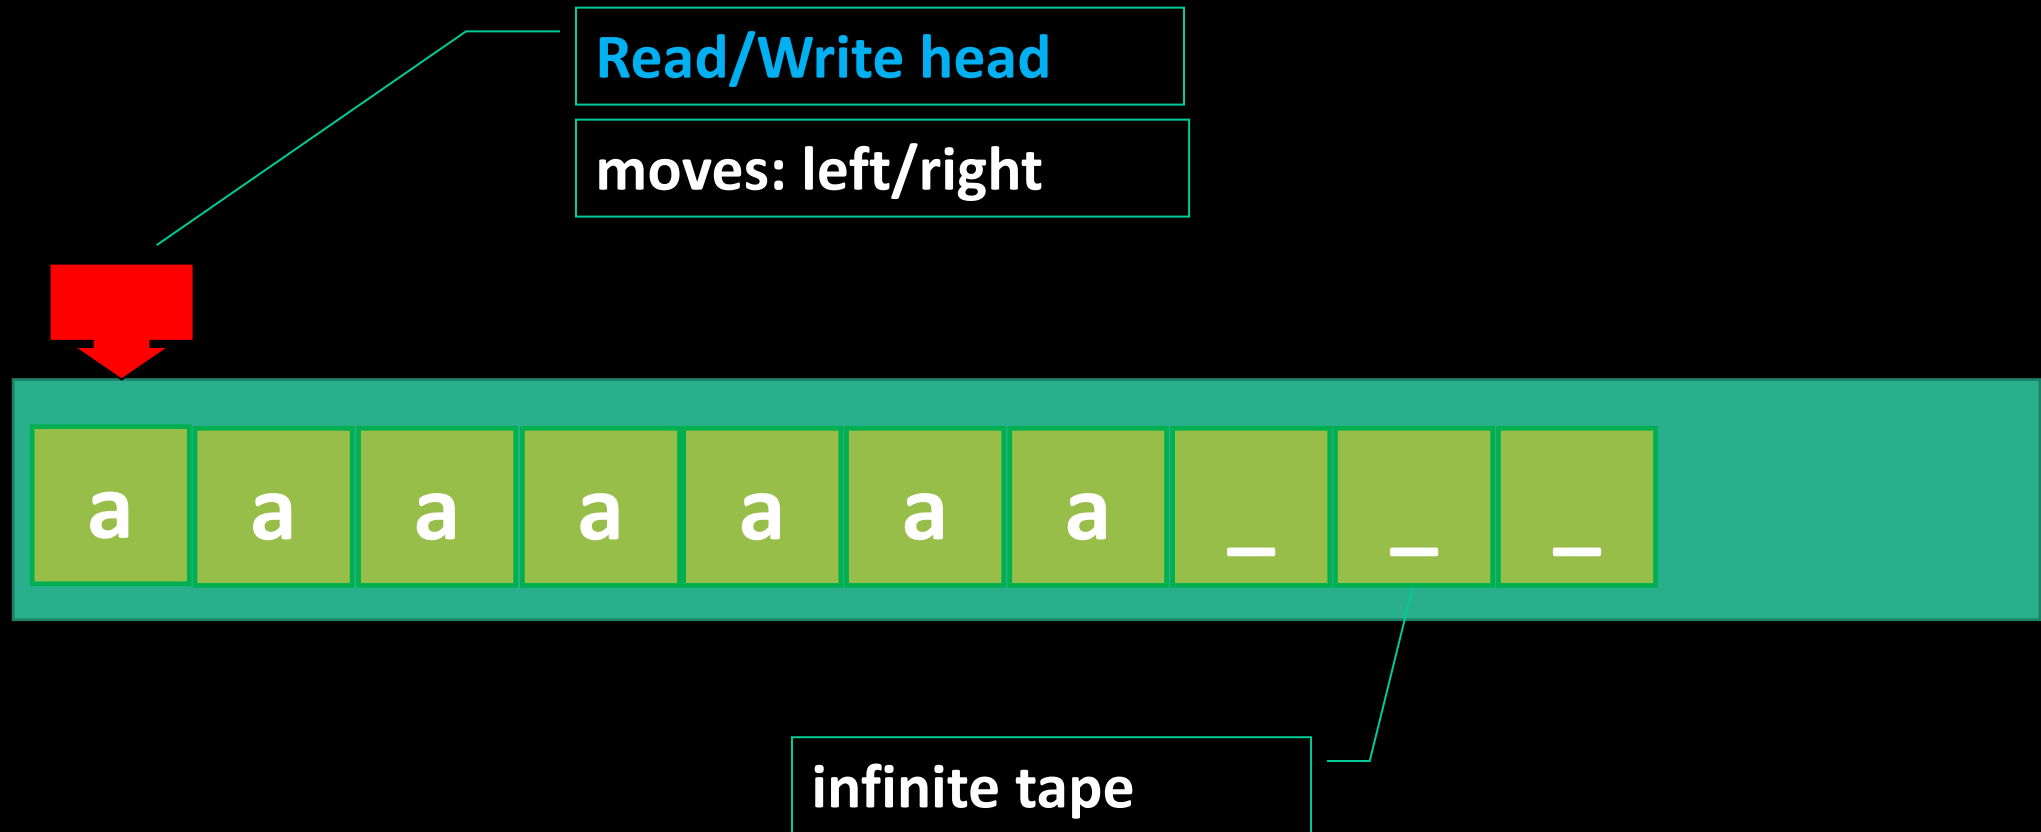 Read/Write head
moves: left/right
a a a a a a a _ _ _
infinite tape